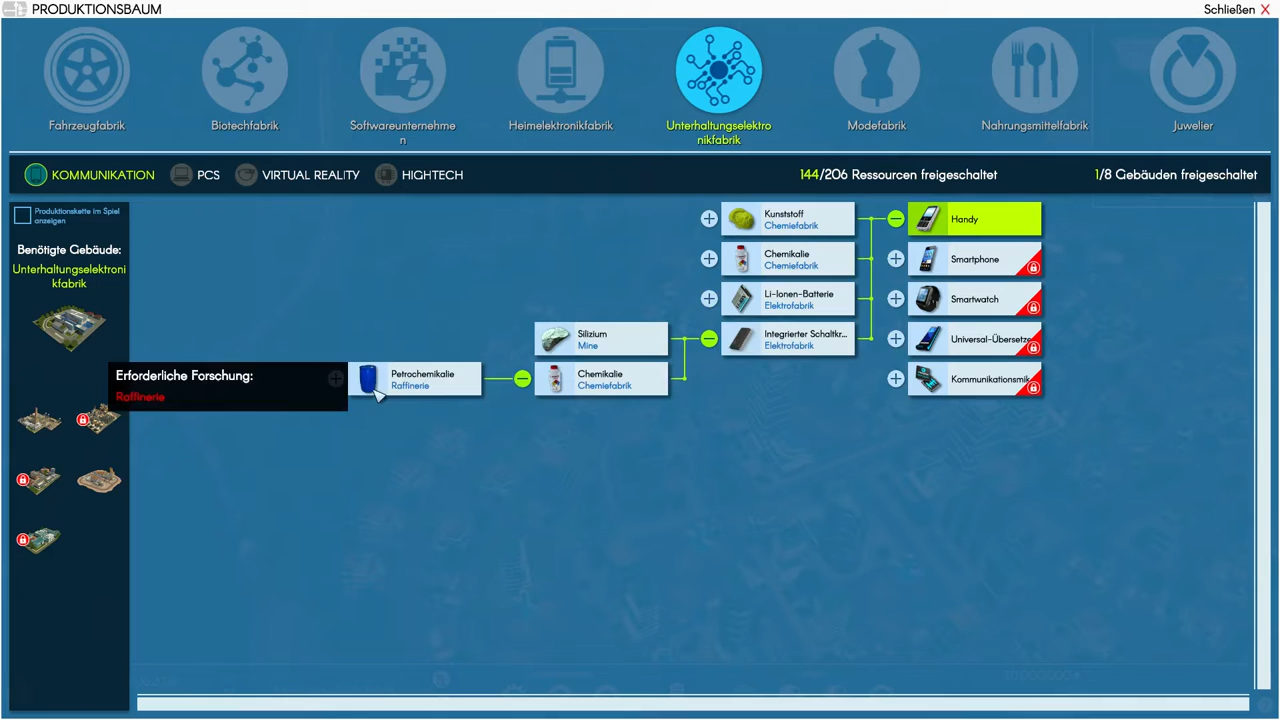 PRODUKTIONSBAUM
Schließen X
Fahrzeugfabrik
Biotechfabrik
Softwareunternehme
n
Heimelektronikfabrik
Unterhaltungselektro
nikfabrik
Modefabrik
Nahrungsmittelfabrik
Juwelier
KOMMUNIKATION
PCS
VIRTUAL REALITY
HIGHTECH
144/206 Ressourcen freigeschaltet
1/8 Gebäuden freigeschaltet
Produktionskette im Spiel
anzeigen
Benötigte Gebäude:
Unterhaltungselektroni
kfabrik
Kunststoff
Chemiefabrik
Handy
Chemikalie
Chemiefabrik
Smartphone
Li-Ionen-Batterie
Elektrofabrik
Smartwatch
Silizium
Mine
Integrierter Schaltkr...
Elektrofabrik
Universal-Übersetze
Erforderliche Forschung:
Raffinerie
Petrochemikalie
Raffinerie
Chemikalie
Chemiefabrik
Kommunikationsmik